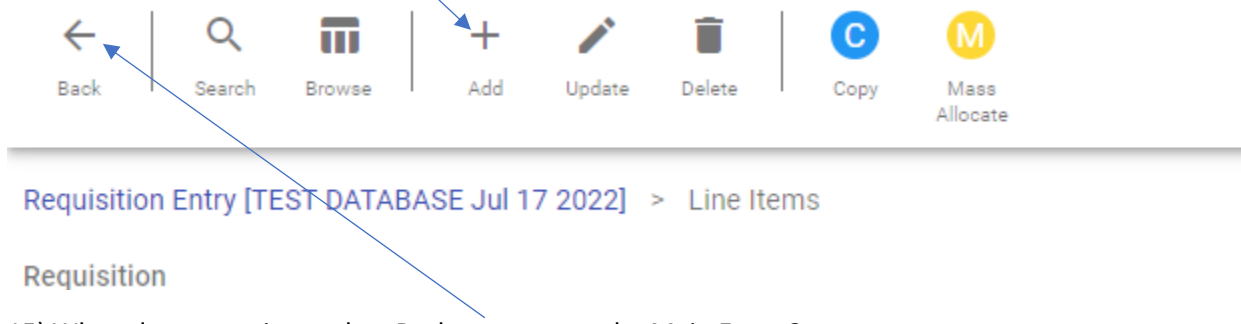 Back Search Browse Add Update Delete Copy Mass Allocate
C M
Requisition Entry [TEST DATABASE Jul 17 2022] > Line Items
Requisition